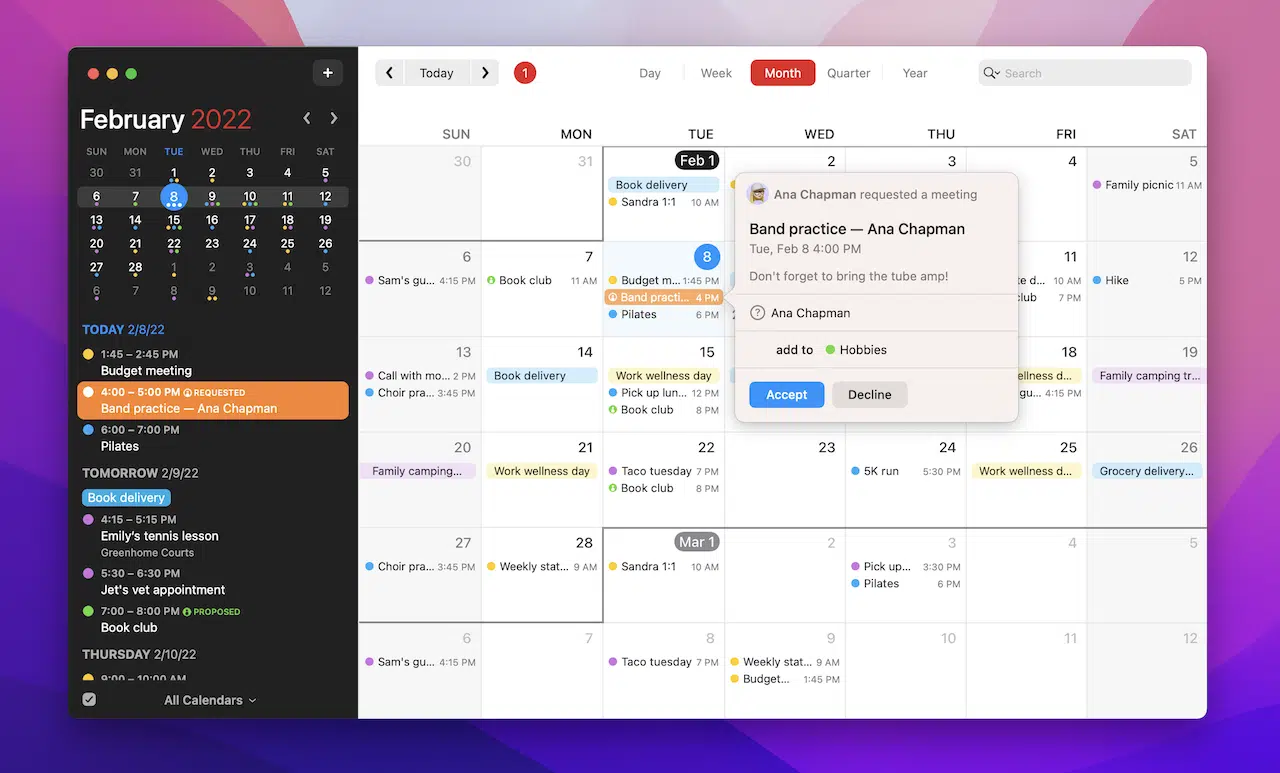 +
February 2022
SUN MON TUE WED THU FRI SAT
30 31 1 2 3 4 5
6 7 8 9 10 11 12
13 14 15 16 17 18 19
20 21 22 23 24 25 26
27 28 1 2 3 4 5
6 7 8 9 10 11 12
TODAY 2/8/22
1:45 – 2:45 PM
Budget meeting
4:00 – 5:00 PM REQUESTED
Band practice — Ana Chapman
6:00 – 7:00 PM
Pilates
TOMORROW 2/9/22
Book delivery
4:15 – 5:15 PM
Emily's tennis lesson
Greenhome Courts
5:30 – 6:30 PM
Jet's vet appointment
7:00 – 8:00 PM PROPOSED
Book club
THURSDAY 2/10/22
9:00 – 10:00 AM
All Calendars
Today 1 Day Week Month Quarter Year Search
SUN MON TUE WED THU FRI SAT
30 31 Feb 1 2 3 4 5
Book delivery
Sandra 1:1 10 AM
Family picnic 11 AM
6 7 8 11 12
Sam's gu... 4:15 PM
Book club 11 AM
Budget m... 1:45 PM
Band practi... 4 PM
Pilates 6 PM
e d... 10 AM
club 7 PM
Hike 5 PM
13 14 15 18 19
Call with mo... 2 PM
Choir pra... 3:45 PM
Book delivery
Work wellness day
Pick up lun... 12 PM
Book club 8 PM
ellness d...
gu... 4:15 PM
Family camping tr...
20 21 22 23 24 25 26
Family camping...
Work wellness day
Taco tuesday 7 PM
Book club 8 PM
5K run 5:30 PM
Work wellness d...
Grocery delivery...
27 28 Mar 1 2 3 4 5
Choir pra... 3:45 PM
Weekly stat... 9 AM
Sandra 1:1 10 AM
Pick up... 3:30 PM
Pilates 6 PM
6 7 8 9 10 11 12
Sam's gu... 4:15 PM
Taco tuesday 7 PM
Weekly stat... 9 AM
Budget... 1:45 PM
Ana Chapman requested a meeting
Band practice — Ana Chapman
Tue, Feb 8 4:00 PM
Don't forget to bring the tube amp!
? Ana Chapman
add to Hobbies
Accept Decline